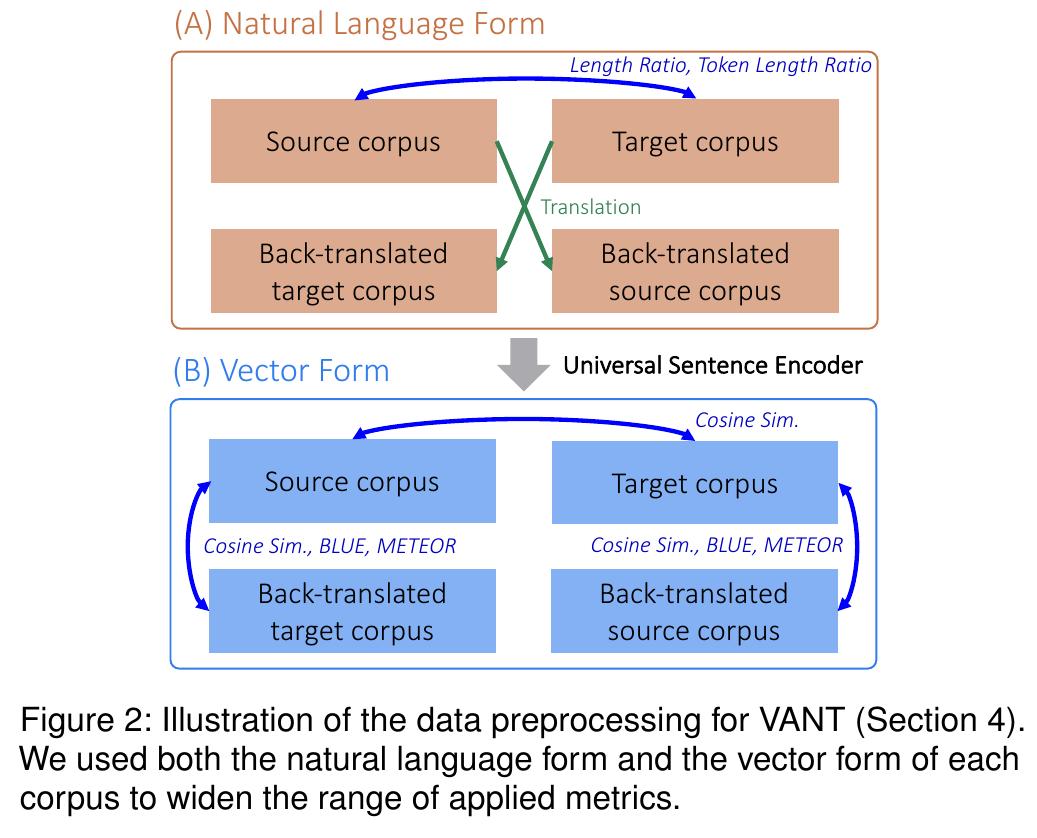 (A) Natural Language Form
Length Ratio, Token Length Ratio
Source corpus
Target corpus
Translation
Back-translated
target corpus
Back-translated
source corpus
(B) Vector Form
Universal Sentence Encoder
Cosine Sim.
Source corpus
Target corpus
Cosine Sim., BLUE, METEOR
Cosine Sim., BLUE, METEOR
Back-translated
target corpus
Back-translated
source corpus
Figure 2: Illustration of the data preprocessing for VANT (Section 4).
We used both the natural language form and the vector form of each
corpus to widen the range of applied metrics.